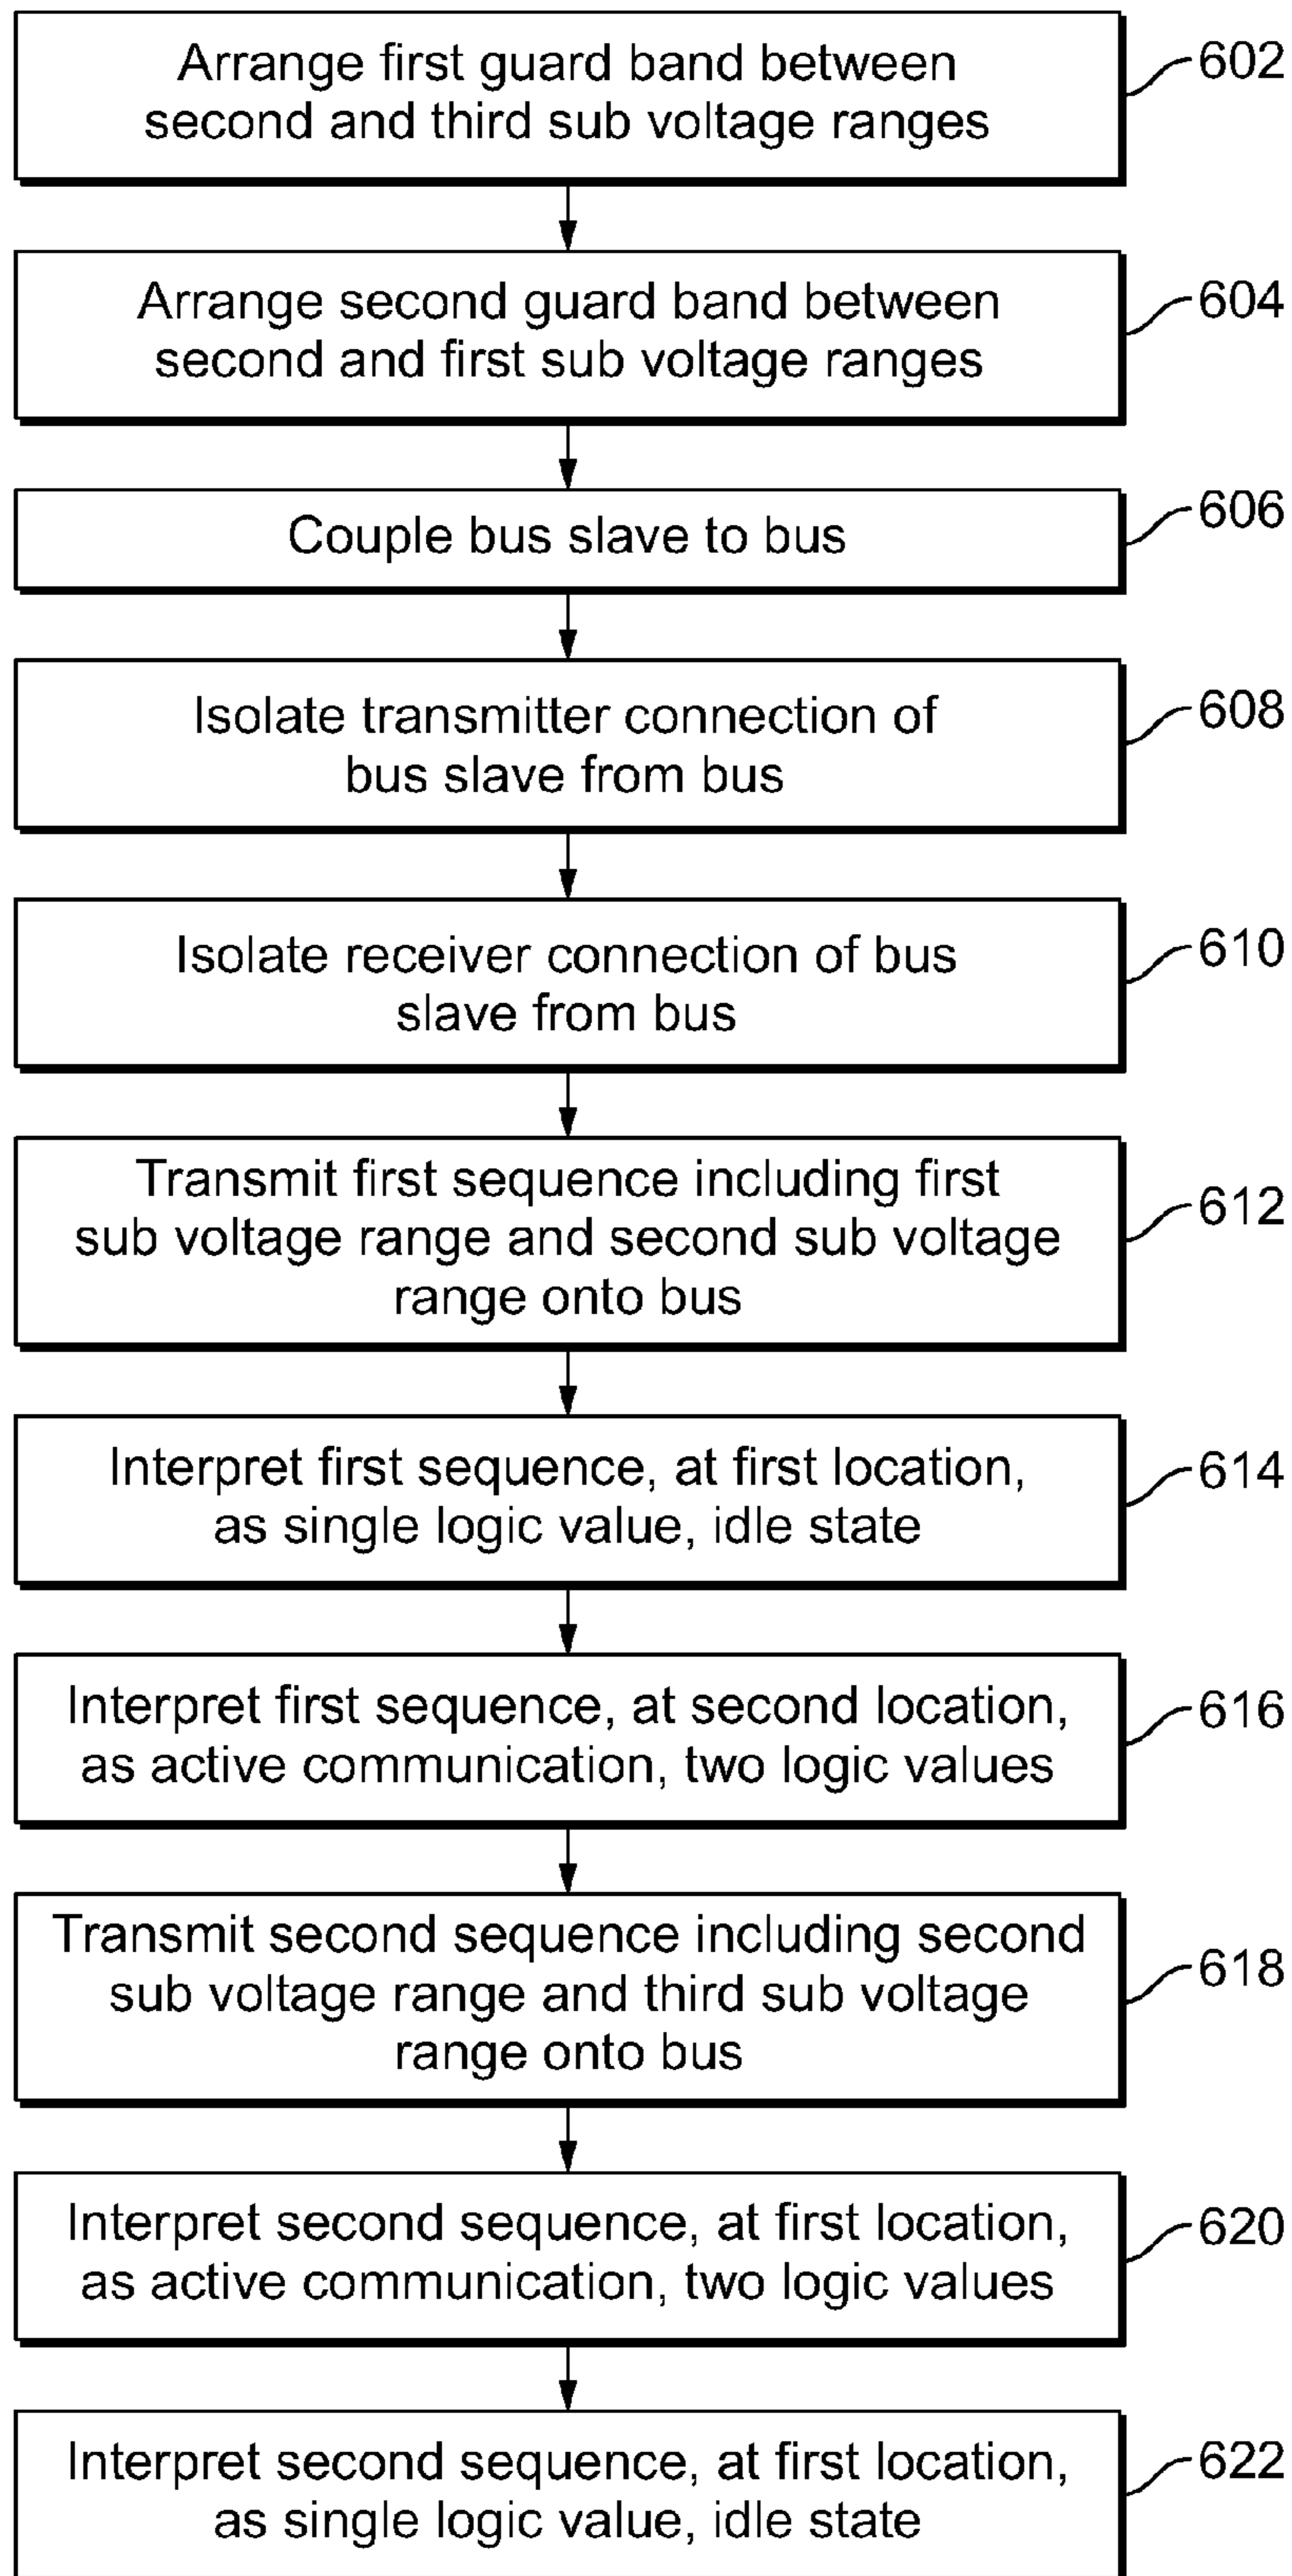 Arrange first guard band between
second and third sub voltage ranges
602
Arrange second guard band between
second and first sub voltage ranges
604
Couple bus slave to bus
606
Isolate transmitter connection of
bus slave from bus
608
Isolate receiver connection of bus
slave from bus
610
Transmit first sequence including first
sub voltage range and second sub voltage
range onto bus
612
Interpret first sequence, at first location,
as single logic value, idle state
614
Interpret first sequence, at second location,
as active communication, two logic values
616
Transmit second sequence including second
sub voltage range and third sub voltage
range onto bus
618
Interpret second sequence, at first location,
as active communication, two logic values
620
Interpret second sequence, at first location,
as single logic value, idle state
622